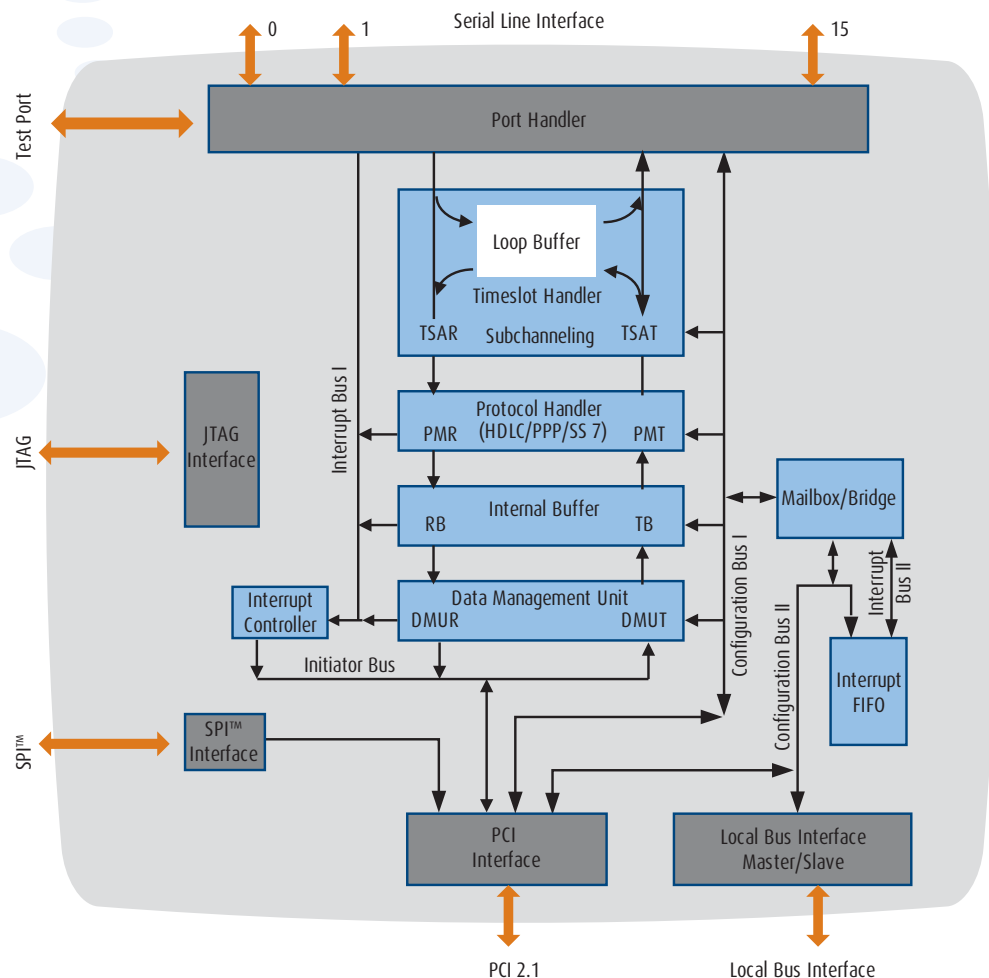 Serial Line Interface
0
1
15
Test Port
Port Handler
Loop Buffer
Timeslot Handler
TSAR
Subchanneling
TSAT
Interrupt Bus I
Protocol Handler
(HDLC/PPP/SS 7)
PMR
PMT
JTAG
JTAG
Interface
Internal Buffer
RB
TB
Mailbox/Bridge
Configuration Bus I
Interrupt
Bus II
Configuration Bus II
Data Management Unit
DMUR
DMUT
Interrupt
Controller
Initiator Bus
Interrupt
FIFO
SPI™
SPI™
Interface
PCI
Interface
Local Bus Interface
Master/Slave
PCI 2.1
Local Bus Interface